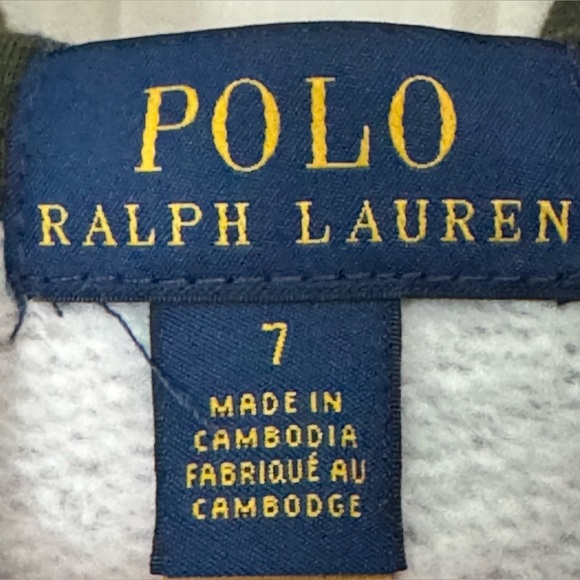 POLO
RALPH LAUREN
7
MADE IN
CAMBODIA
FABRIQUÉ AU
CAMBODGE